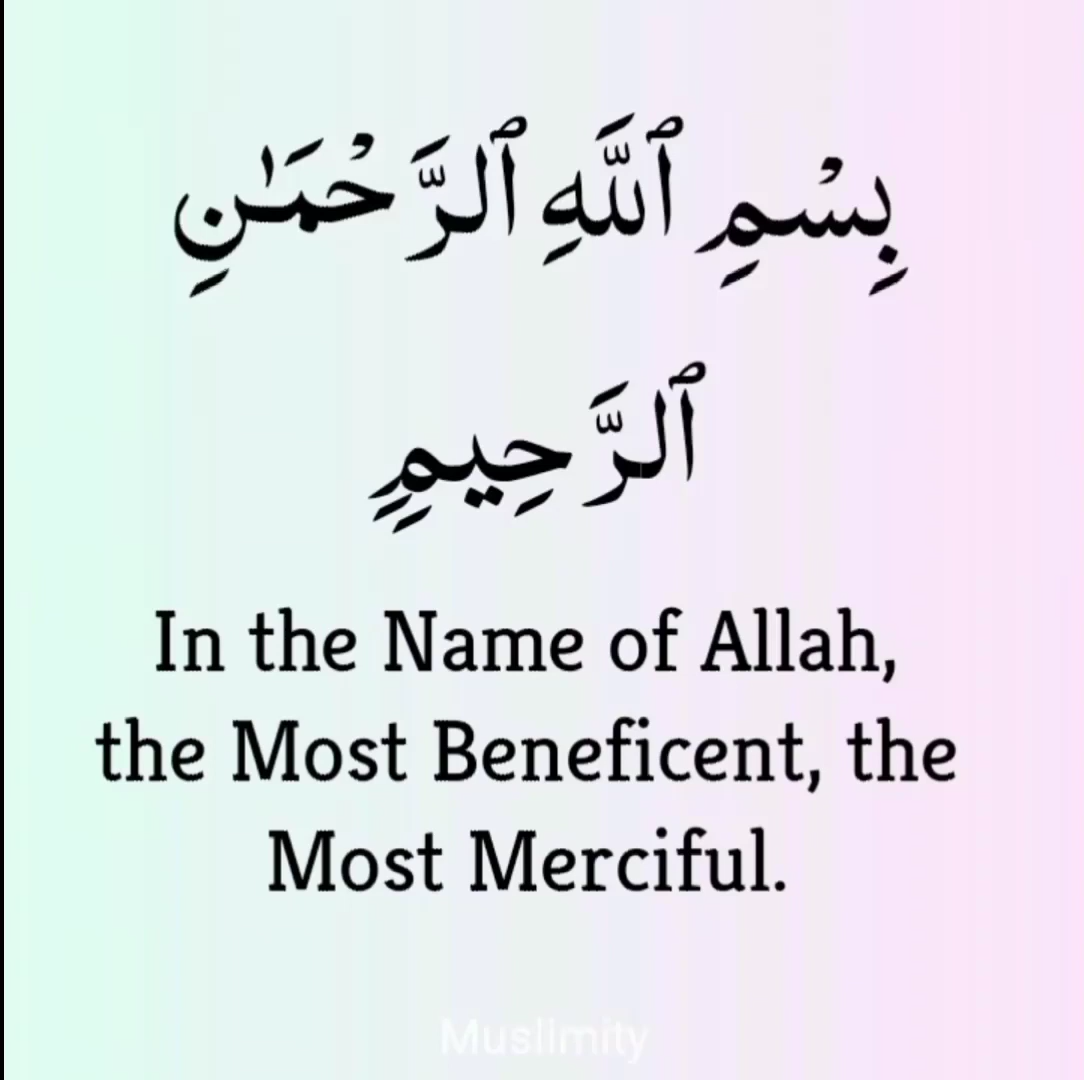 بِسْمِ ٱللَّهِ ٱلرَّحْمَـٰنِ
ٱلرَّحِيمٍ
In the Name of Allah,
the Most Beneficent, the
Most Merciful.
Muslimity